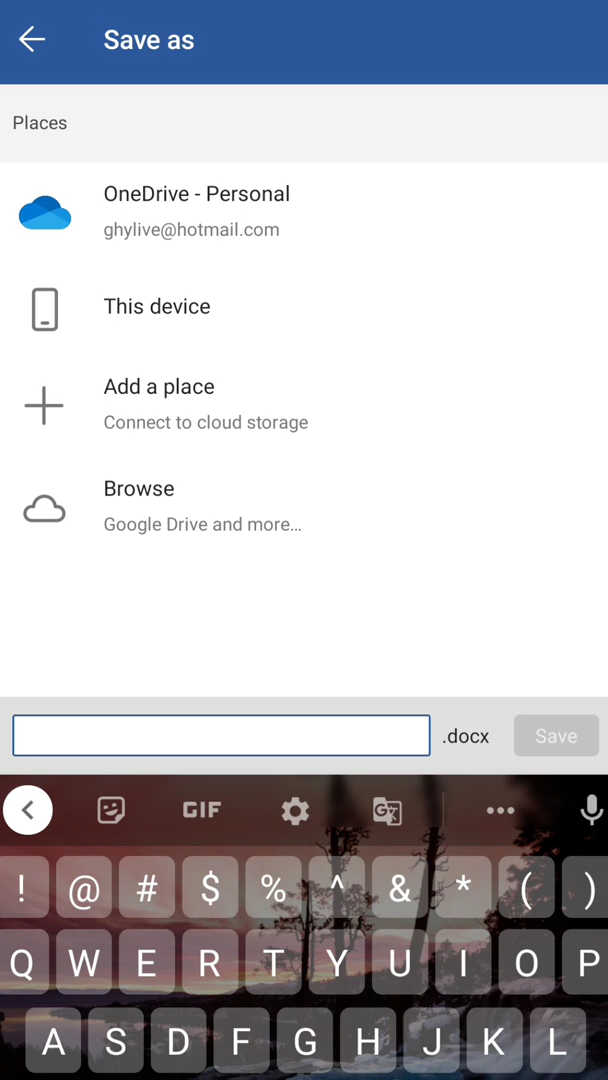 Save as
Places
OneDrive - Personal
ghylive@hotmail.com
This device
Add a place
Connect to cloud storage
Browse
Google Drive and more...
.docx Save
GIF G
! @ # $ % ^ & * ( )
Q W E R T Y U I O P
A S D F G H J K L